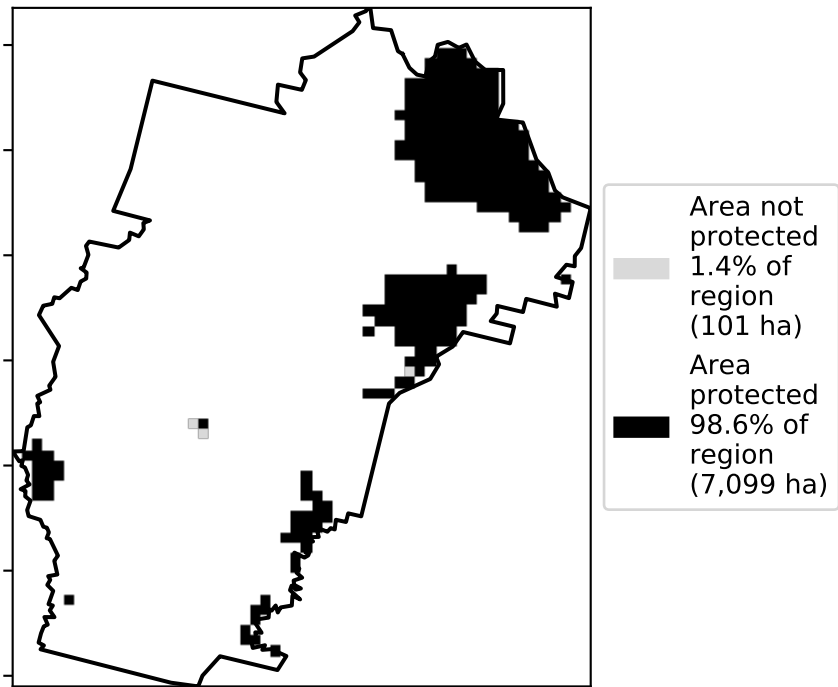 Area not
protected
1.4% of
region
(101 ha)
Area
protected
98.6% of
region
(7,099 ha)